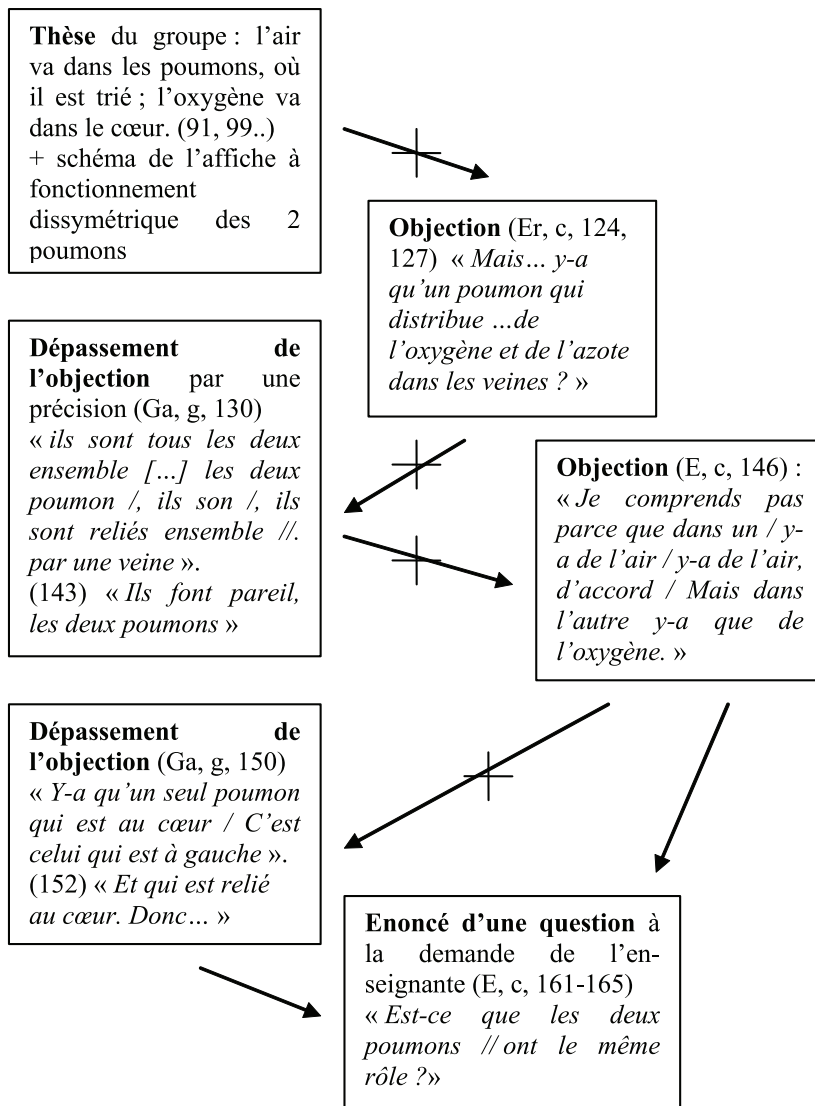 Thèse du groupe : l’air
va dans les poumons, où
il est trié ; l’oxygène va
dans le cœur. (91, 99..)
+ schéma de l’affiche à
fonctionnement
dissymétrique des 2
poumons
Objection (Er, c, 124,
127) « Mais… y-a
qu’un poumon qui
distribue …de
l’oxygène et de l’azote
dans les veines ? »
Dépassement de
l’objection par une
précision (Ga, g, 130)
« ils sont tous les deux
ensemble […] les deux
poumon /, ils son /, ils
sont reliés ensemble //.
par une veine ».
(143) « Ils font pareil,
les deux poumons »
Objection (E, c, 146) :
« Je comprends pas
parce que dans un / y-
a de l’air / y-a de l’air,
d’accord / Mais dans
l’autre y-a que de
l’oxygène. »
Dépassement de
l’objection (Ga, g, 150)
« Y-a qu’un seul poumon
qui est au cœur / C’est
celui qui est à gauche ».
(152) « Et qui est relié
au cœur. Donc… »
Enoncé d’une question à
la demande de l’en-
seignante (E, c, 161-165)
« Est-ce que les deux
poumons // ont le même
rôle ?»